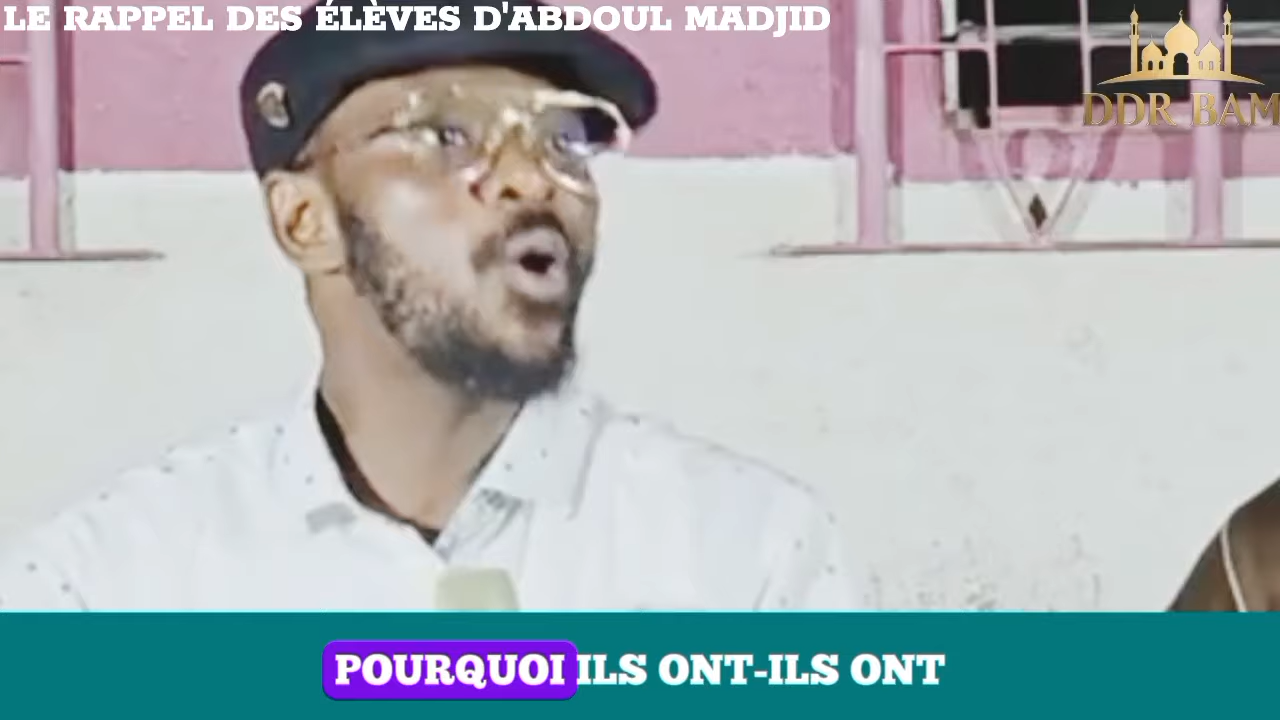 LE RAPPEL DES ÉLÈVES D'ABDOUL MADJID
DDR BAM
POURQUOI ILS ONT-ILS ONT